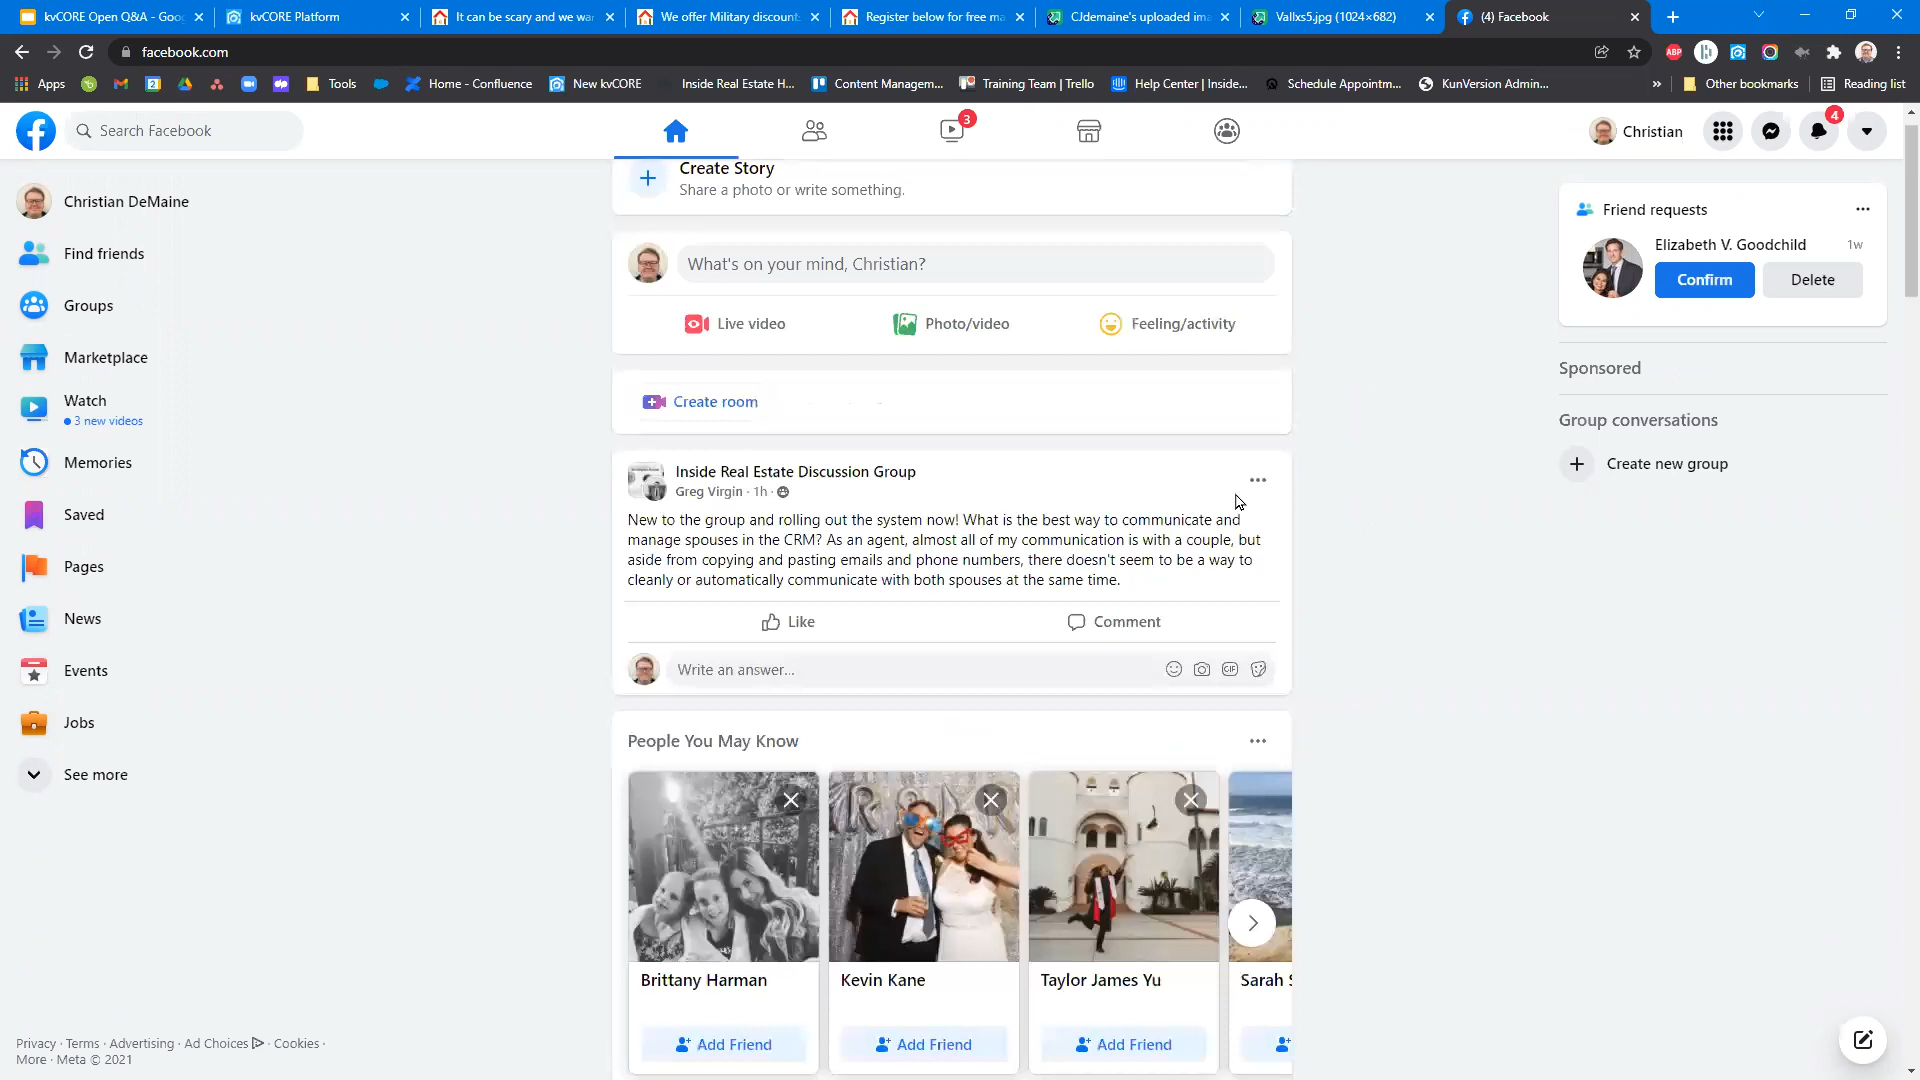 kvCORE Open Q&A - Goo
kvCORE Platform
It can be scary and we wa
We offer Military discount
Register below for free ma
CJdemaine's uploaded ima
Vallxs5.jpg (1024×682)
(4) Facebook
facebook.com
ABP
Apps
Tools
Home - Confluence
New kvCORE
Inside Real Estate H...
Content Managem...
Training Team | Trello
Help Center | Inside...
Schedule Appointm...
KunVersion Admin...
»
Other bookmarks
Reading list
Search Facebook
3
Christian
4
Christian DeMaine
Find friends
Groups
Marketplace
Watch
3 new videos
Memories
Saved
Pages
News
Events
Jobs
See more
Privacy · Terms · Advertising · Ad Choices · Cookies ·
More · Meta © 2021
Create Story
Share a photo or write something.
What's on your mind, Christian?
Live video
Photo/video
Feeling/activity
Create room
Inside Real Estate Discussion Group
Greg Virgin · 1h ·
New to the group and rolling out the system now! What is the best way to communicate and
manage spouses in the CRM? As an agent, almost all of my communication is with a couple, but
aside from copying and pasting emails and phone numbers, there doesn't seem to be a way to
cleanly or automatically communicate with both spouses at the same time.
Like
Comment
Write an answer...
GIF
People You May Know
Brittany Harman
Kevin Kane
Taylor James Yu
Sarah S
Add Friend
Add Friend
Add Friend
Friend requests
Elizabeth V. Goodchild
1w
Confirm
Delete
Sponsored
Group conversations
Create new group